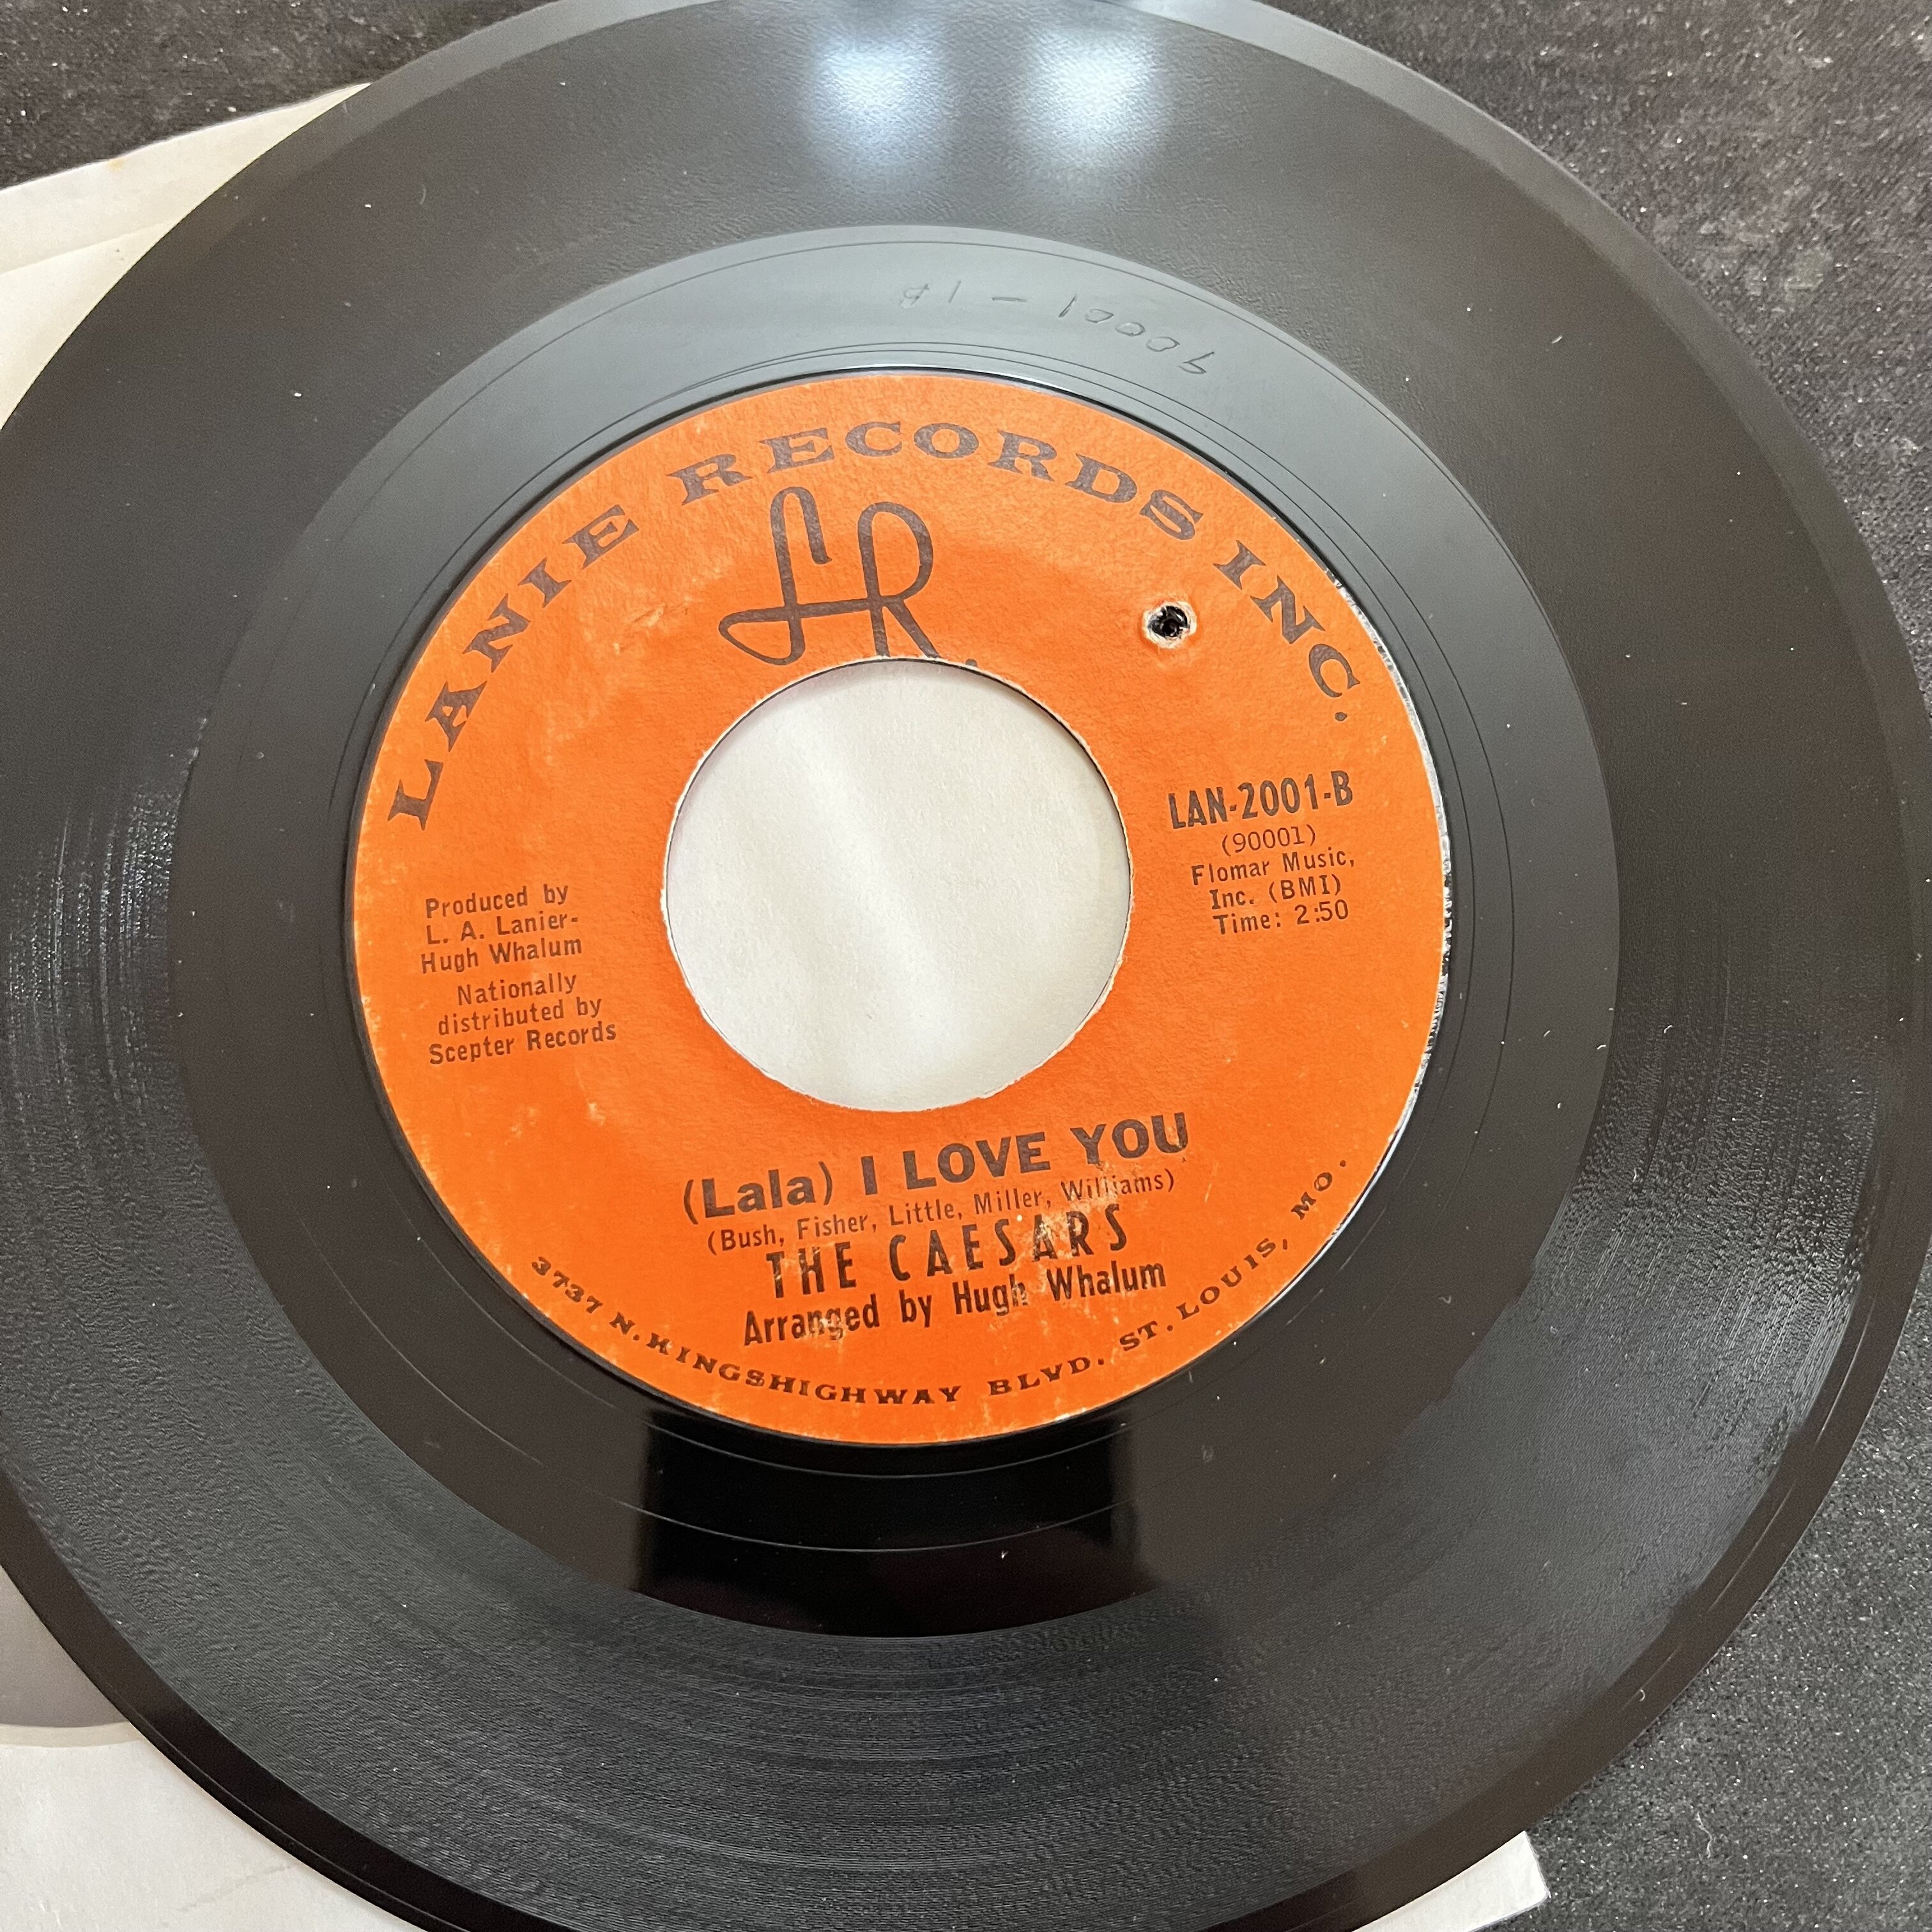 90001 - 1B
LANIE RECORDS INC.
LR.
LAN-2001-B
(90001)
Flomar Music,
Inc. (BMI)
Time: 2:50
Produced by
L. A. Lanier-
Hugh Whalum
Nationally
distributed by
Scepter Records
(Lala) I LOVE YOU
(Bush, Fisher, Little, Miller, Williams)
THE CAESARS
Arranged by Hugh Whalum
3737 N. KINGSHIGHWAY BLVD. ST. LOUIS, MO.